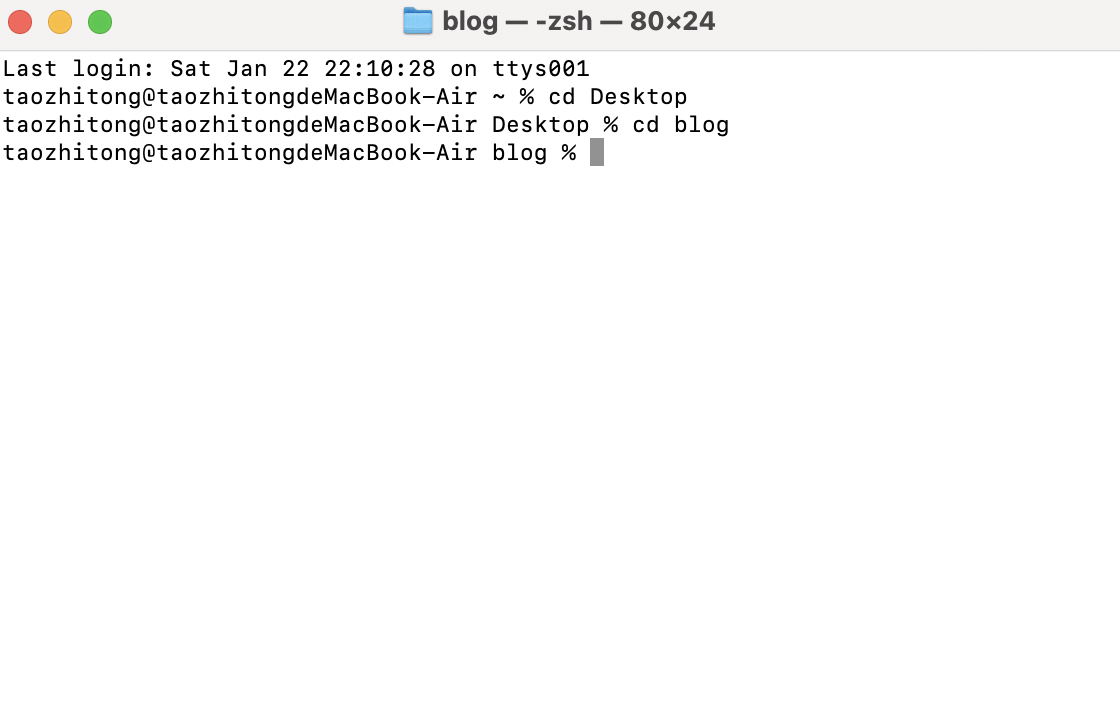 blog — -zsh — 80×24
Last login: Sat Jan 22 22:10:28 on ttys001
taozhitong@taozhitongdeMacBook-Air ~ % cd Desktop
taozhitong@taozhitongdeMacBook-Air Desktop % cd blog
taozhitong@taozhitongdeMacBook-Air blog %